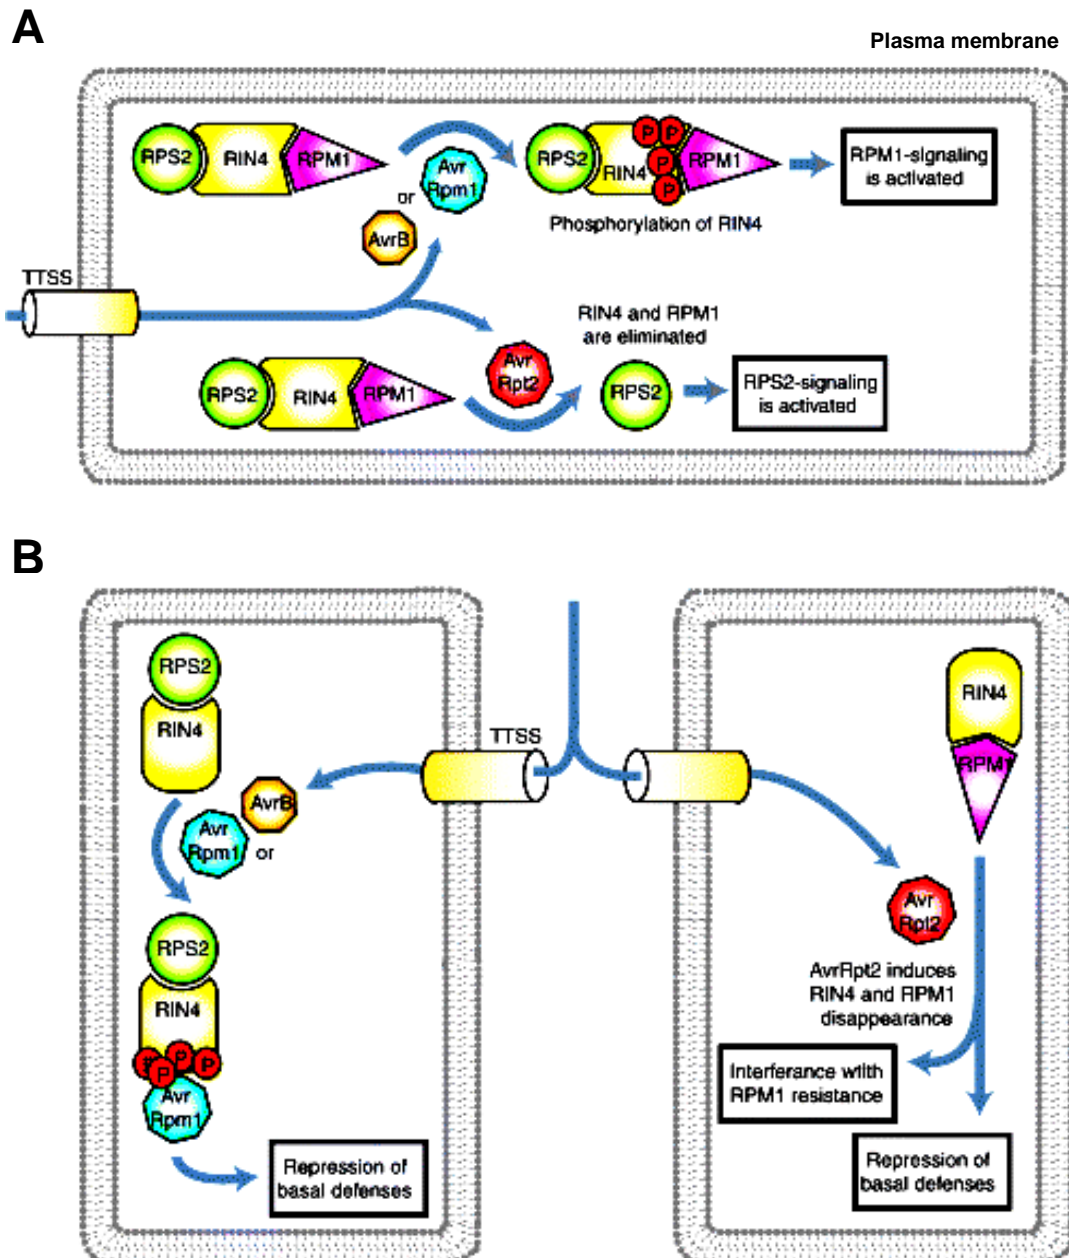 A
Plasma membrane
RPS2
RIN4
RPM1
Avr
Rpm1
or
AvrB
RPS2
RIN4
P
P
P
P
RPM1
RPM1-signaling
is activated
Phosphorylation of RIN4
TTSS
RIN4 and RPM1
are eliminated
RPS2
RIN4
RPM1
Avr
Rpt2
RPS2
RPS2-signaling
is activated
B
RPS2
RIN4
AvrB
Avr
Rpm1
or
RPS2
RIN4
P
P
P
P
Avr
Rpm1
Repression of
basal defenses
TTSS
RIN4
RPM1
Avr
Rpt2
AvrRpt2 induces
RIN4 and RPM1
disappearance
Interferance with
RPM1 resistance
Repression of
basal defenses